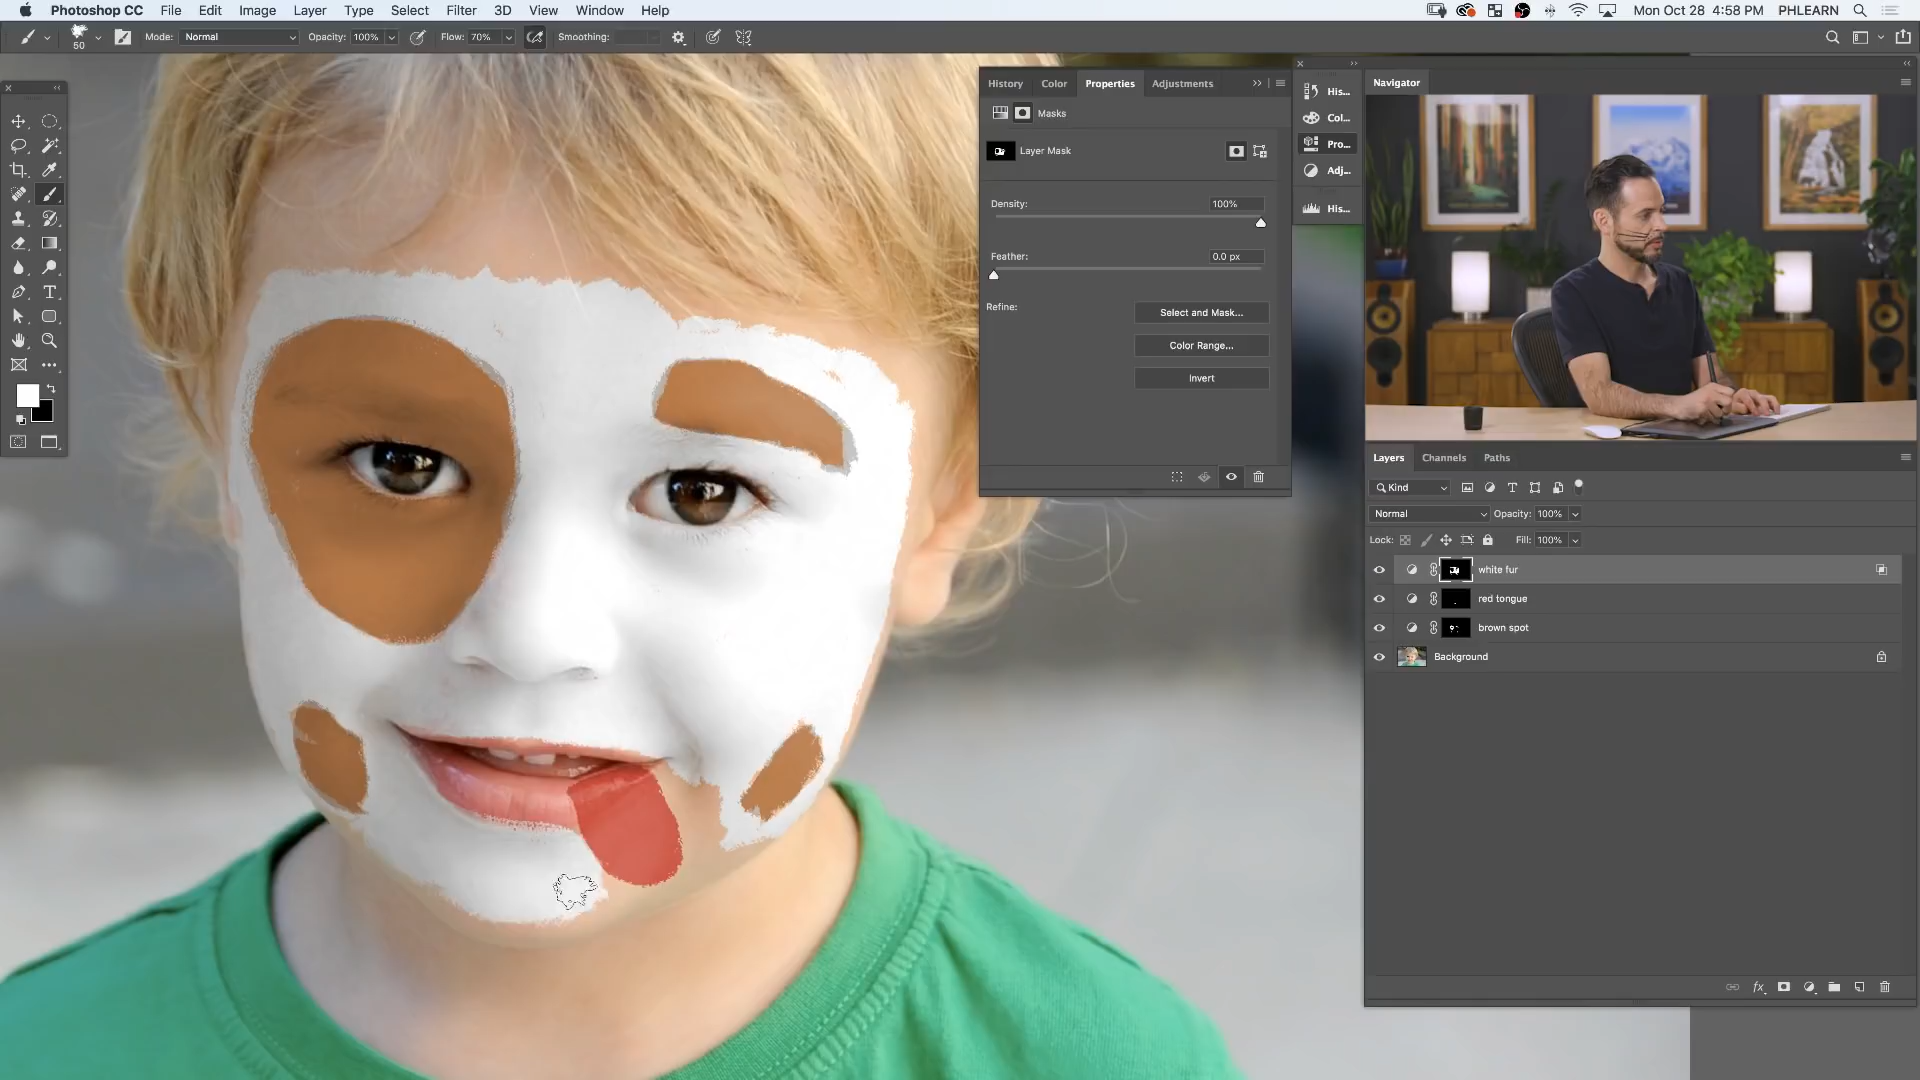 Photoshop CC File Edit Image Layer Type Select Filter 3D View Window Help Mon Oct 28 4:58 PM PHLEARN
50 Mode: Normal Opacity: 100% Flow: 70% Smoothing:
History Color Properties Adjustments
Masks
Layer Mask
Density: 100%
Feather: 0.0 px
Refine: Select and Mask...
Color Range...
Invert
His...
Col...
Pro...
Adj...
His...
Navigator
Layers Channels Paths
Kind
Normal Opacity: 100%
Lock: Fill: 100%
white fur
red tongue
brown spot
Background
fx